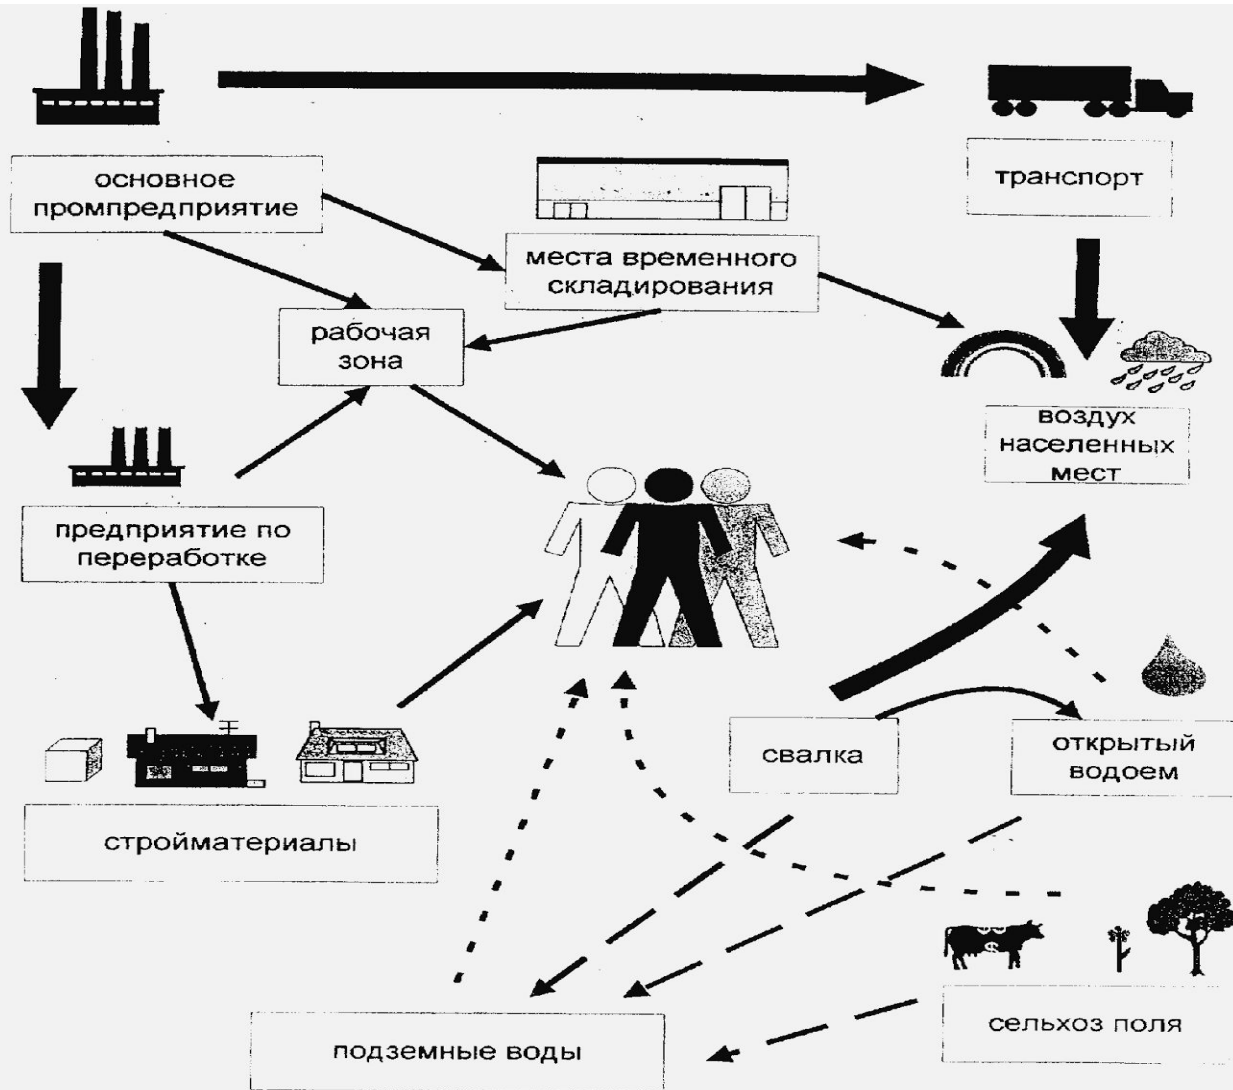 основное
промпредприятие
транспорт
места временного
складирования
рабочая
зона
воздух
населенных
мест
предприятие по
переработке
свалка
открытый
водоем
стройматериалы
сельхоз поля
подземные воды